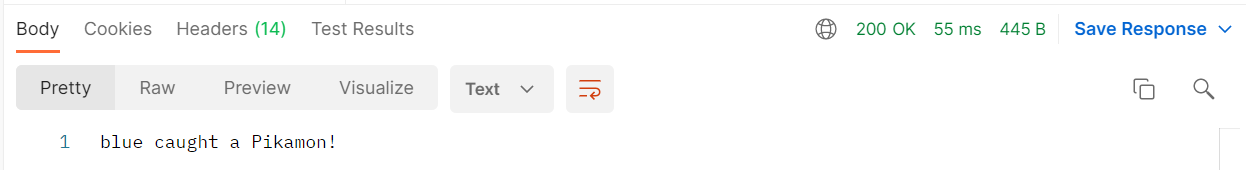 Body Cookies Headers (14) Test Results 200 OK 55 ms 445 B Save Response
Pretty Raw Preview Visualize Text
1 blue caught a Pikamon!